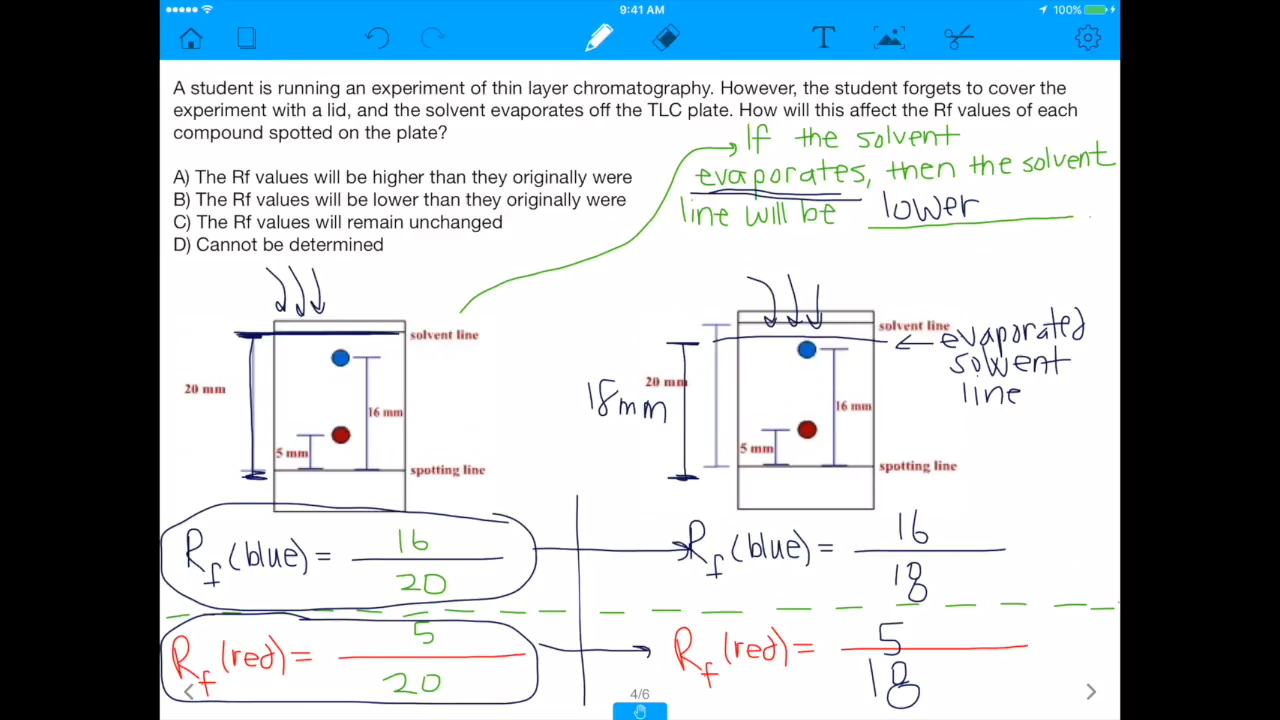 9:41 AM
100%
T
A student is running an experiment of thin layer chromatography. However, the student forgets to cover the
experiment with a lid, and the solvent evaporates off the TLC plate. How will this affect the Rf values of each
compound spotted on the plate?
If the solvent
evaporates, then the solvent
line will be lower
A) The Rf values will be higher than they originally were
B) The Rf values will be lower than they originally were
C) The Rf values will remain unchanged
D) Cannot be determined
solvent line
20 mm
16 mm
5 mm
spotting line
solvent line
evaporated
solvent
line
20 mm
18mm
16 mm
5 mm
spotting line
Rf (blue) = 16
20
Rf (blue) = 16
18
Rf (red) = 5
20
Rf (red) = 5
18
4/6